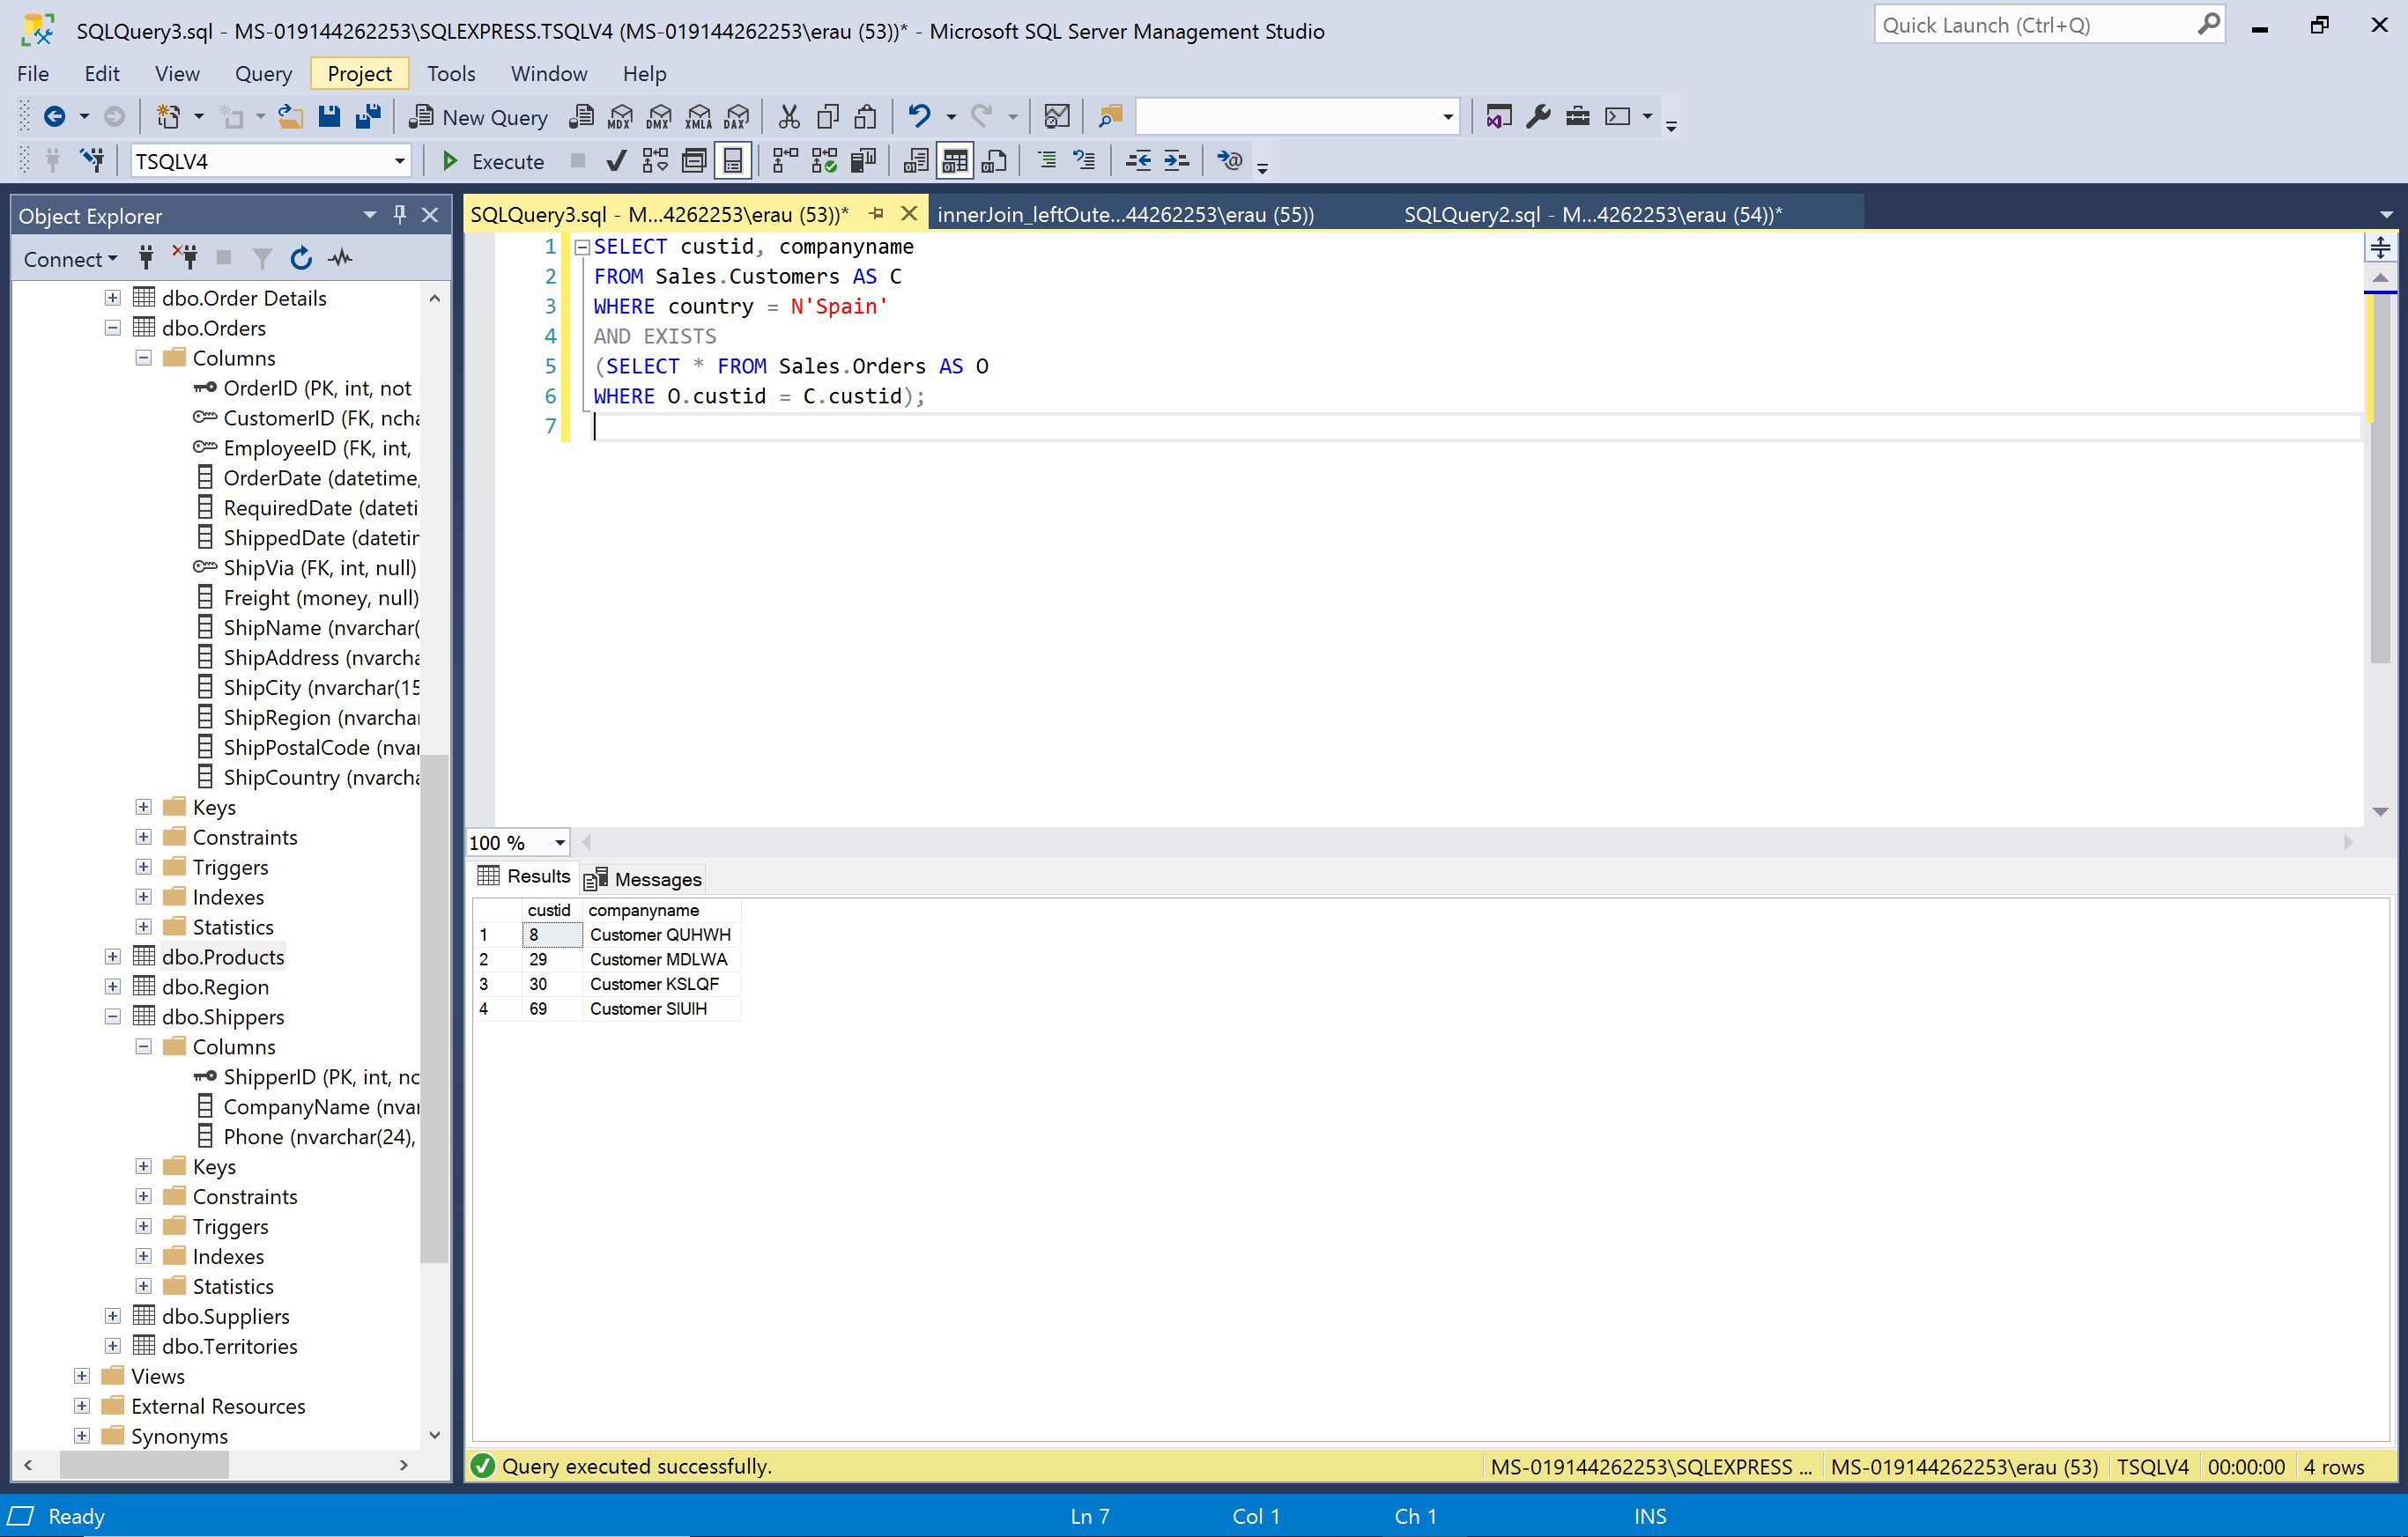 SQLQuery3.sql - MS-019144262253\SQLEXPRESS.TSQLV4 (MS-019144262253\erau (53))* - Microsoft SQL Server Management Studio
Quick Launch (Ctrl+Q)
File Edit View Query Project Tools Window Help
New Query MDX DMX XMLA DAX
TSQLV4 Execute
Object Explorer
Connect
dbo.Order Details
dbo.Orders
Columns
OrderID (PK, int, not
CustomerID (FK, ncha
EmployeeID (FK, int,
OrderDate (datetime,
RequiredDate (dateti
ShippedDate (datetin
ShipVia (FK, int, null)
Freight (money, null)
ShipName (nvarchar(
ShipAddress (nvarcha
ShipCity (nvarchar(15
ShipRegion (nvarchar
ShipPostalCode (nvar
ShipCountry (nvarcha
Keys
Constraints
Triggers
Indexes
Statistics
dbo.Products
dbo.Region
dbo.Shippers
Columns
ShipperID (PK, int, nc
CompanyName (nvar
Phone (nvarchar(24),
Keys
Constraints
Triggers
Indexes
Statistics
dbo.Suppliers
dbo.Territories
Views
External Resources
Synonyms
SQLQuery3.sql - M...4262253\erau (53))* innerJoin_leftOute...44262253\erau (55)) SQLQuery2.sql - M...4262253\erau (54))*
1 SELECT custid, companyname
2 FROM Sales.Customers AS C
3 WHERE country = N'Spain'
4 AND EXISTS
5 (SELECT * FROM Sales.Orders AS O
6 WHERE O.custid = C.custid);
7
100 %
Results Messages
custid companyname
1 8 Customer QUHWH
2 29 Customer MDLWA
3 30 Customer KSLQF
4 69 Customer SIUIH
Query executed successfully. MS-019144262253\SQLEXPRESS ... MS-019144262253\erau (53) TSQLV4 00:00:00 4 rows
Ready Ln 7 Col 1 Ch 1 INS